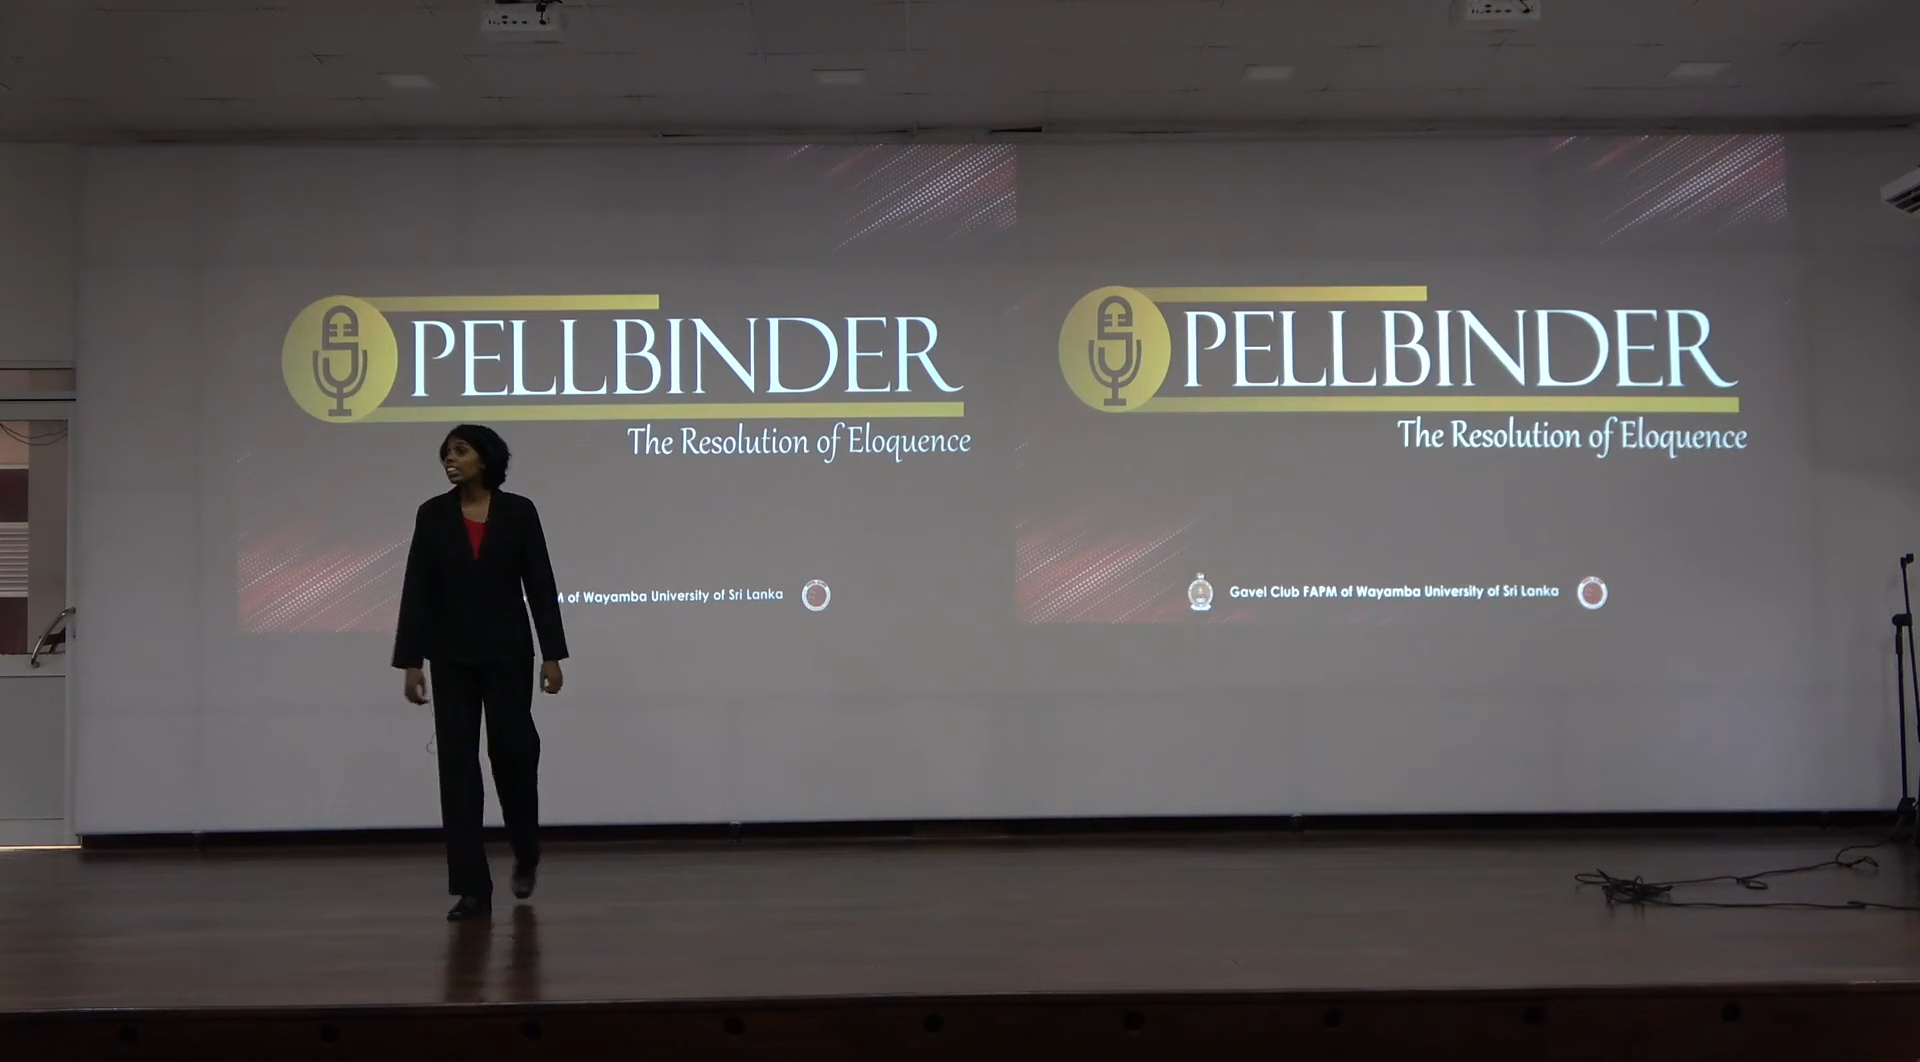 PELLBINDER
The Resolution of Eloquence
of Wayamba University of Sri Lanka
PELLBINDER
The Resolution of Eloquence
Gavel Club FAPM of Wayamba University of Sri Lanka